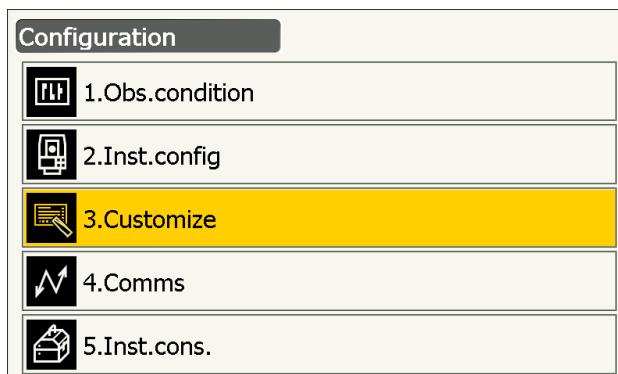 Configuration
1.Obs.condition
2.Inst.config
3.Customize
4.Comms
5.Inst.cons.